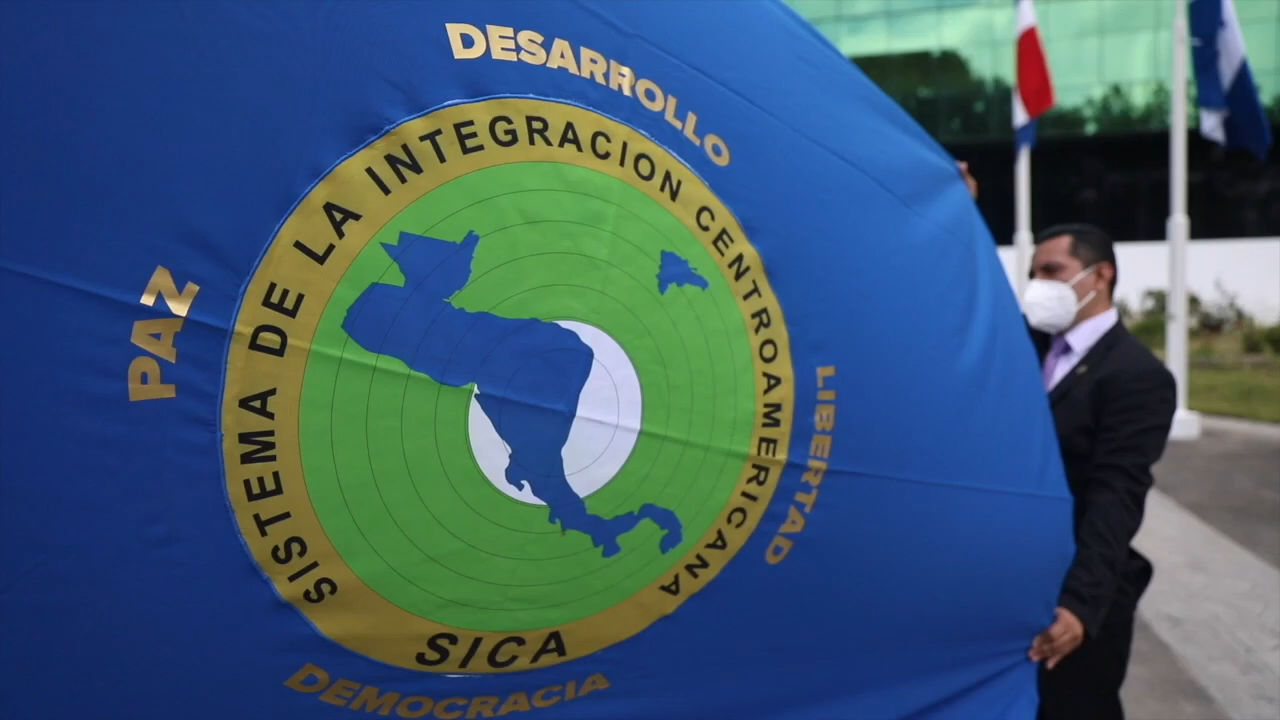 DESARROLLO
SISTEMA DE LA INTEGRACION CENTROAMERICANA
PAZ
LIBERTAD
SICA
DEMOCRACIA